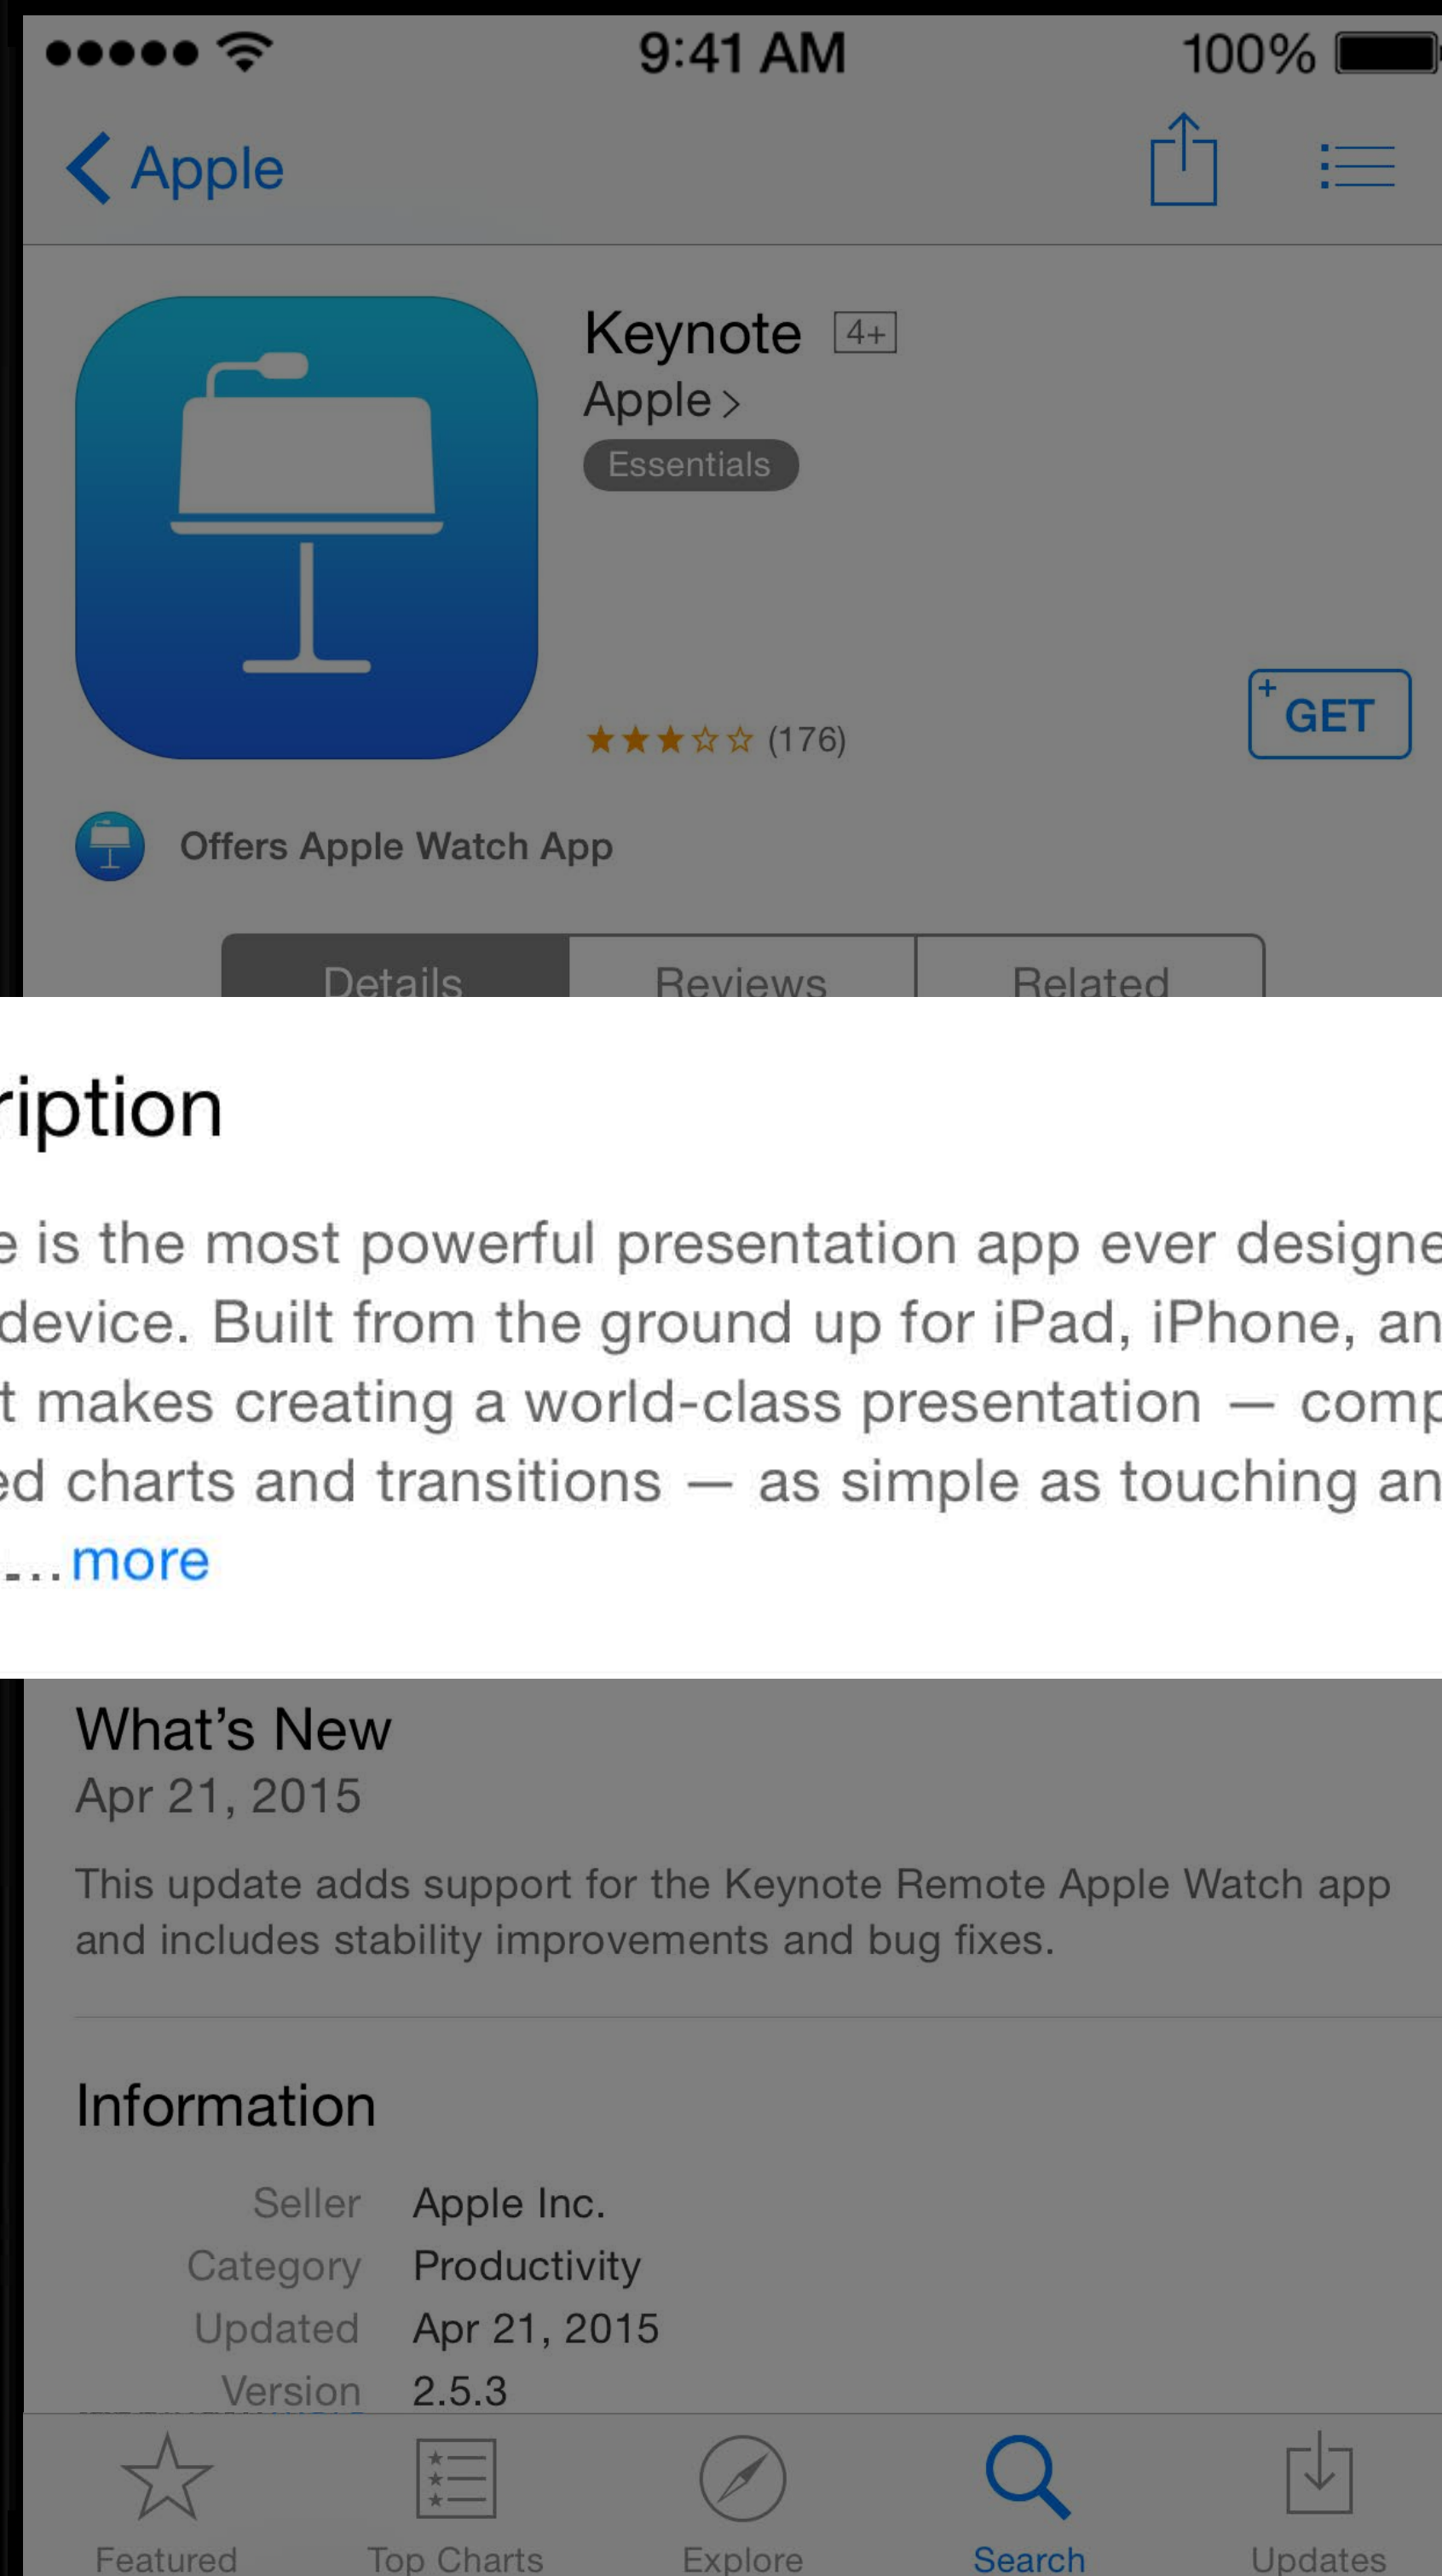 9:41 AM 100%
Apple
Keynote 4+
Apple >
Essentials
(176)
+ GET
Offers Apple Watch App
Details Reviews Related
ription
e is the most powerful presentation app ever designe
device. Built from the ground up for iPad, iPhone, an
t makes creating a world-class presentation — comp
ed charts and transitions — as simple as touching an
...more
What’s New
Apr 21, 2015
This update adds support for the Keynote Remote Apple Watch app
and includes stability improvements and bug fixes.
Information
Seller Apple Inc.
Category Productivity
Updated Apr 21, 2015
Version 2.5.3
Featured Top Charts Explore Search Updates